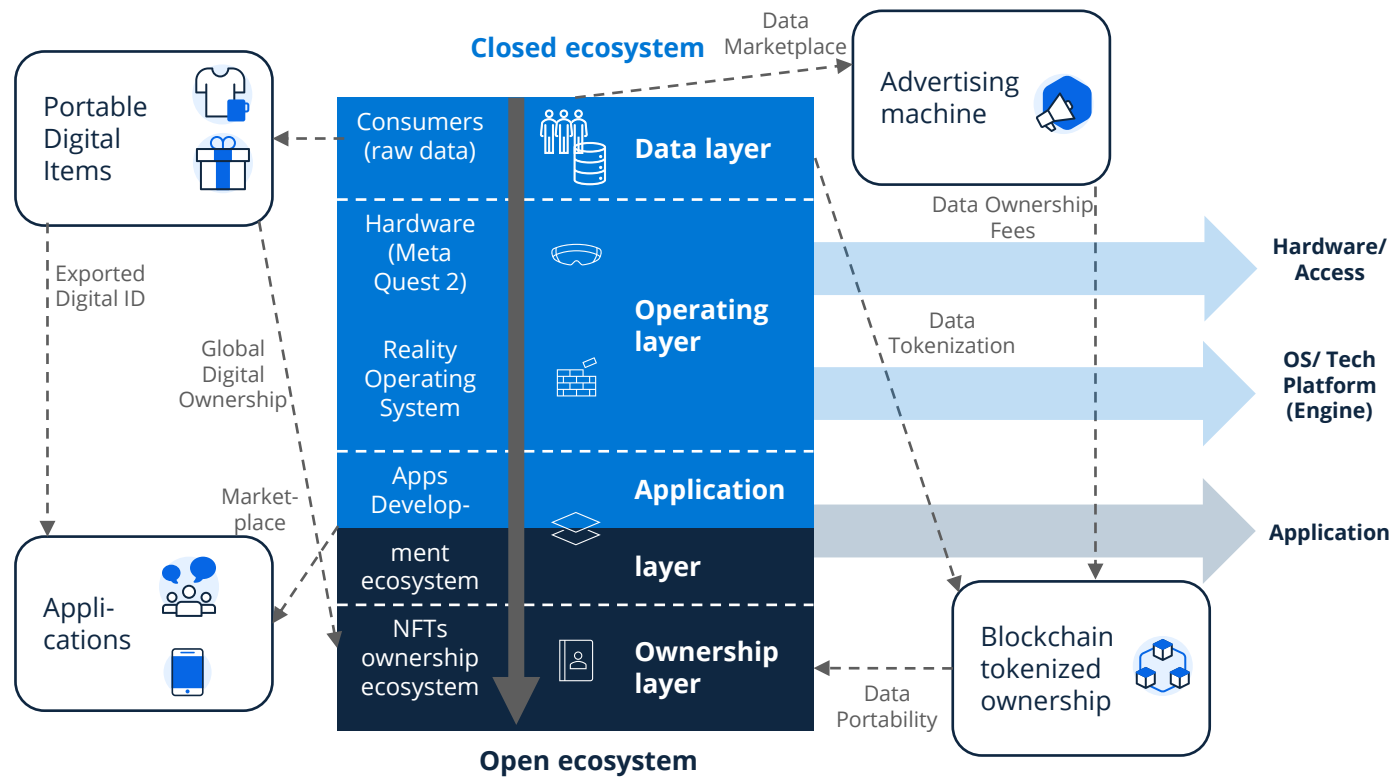 Closed ecosystem
Data
Marketplace
Portable
Digital
Items
Advertising
machine
Consumers
(raw data)
Data layer
Hardware
(Meta
Quest 2)
Reality
Operating
System
Operating
layer
Apps
Develop-
ment
ecosystem
Application
layer
NFTs
ownership
ecosystem
Ownership
layer
Open ecosystem
Exported
Digital ID
Global
Digital
Ownership
Market-
place
Appli-
cations
Data Ownership
Fees
Data
Tokenization
Hardware/
Access
OS/ Tech
Platform
(Engine)
Application
Blockchain
tokenized
ownership
Data
Portability